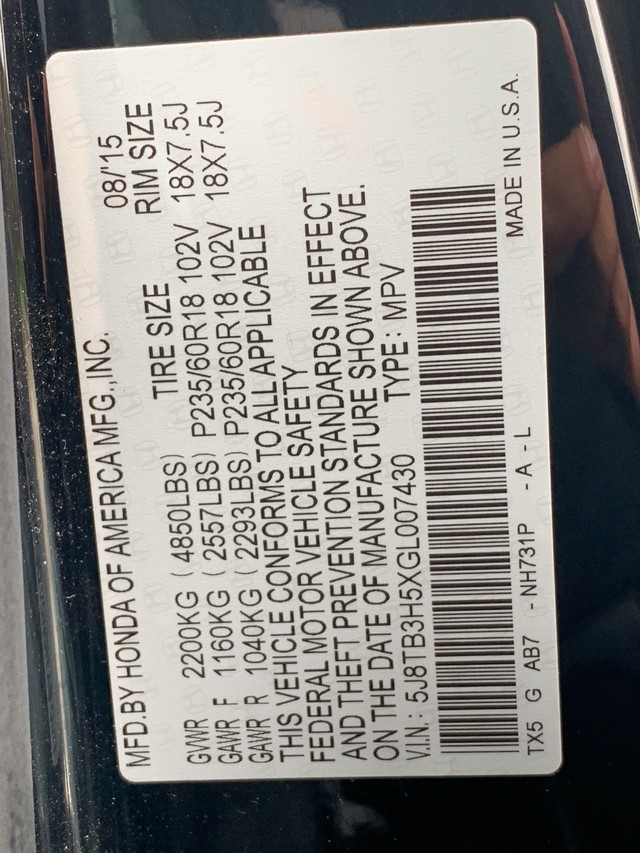 MFD.BY HONDA OF AMERICA MFG.,INC. 08/'15
TIRE SIZE RIM SIZE
GVWR 2200KG ( 4850LBS)
GAWR F 1160KG ( 2557LBS) P235/60R18 102V 18X7.5J
GAWR R 1040KG ( 2293LBS) P235/60R18 102V 18X7.5J
THIS VEHICLE CONFORMS TO ALL APPLICABLE
FEDERAL MOTOR VEHICLE SAFETY
AND THEFT PREVENTION STANDARDS IN EFFECT
ON THE DATE OF MANUFACTURE SHOWN ABOVE.
V.I.N.: 5J8TB3H5XGL007430 TYPE: MPV
TX5 G AB7 - NH731P - A - L MADE IN U.S.A.